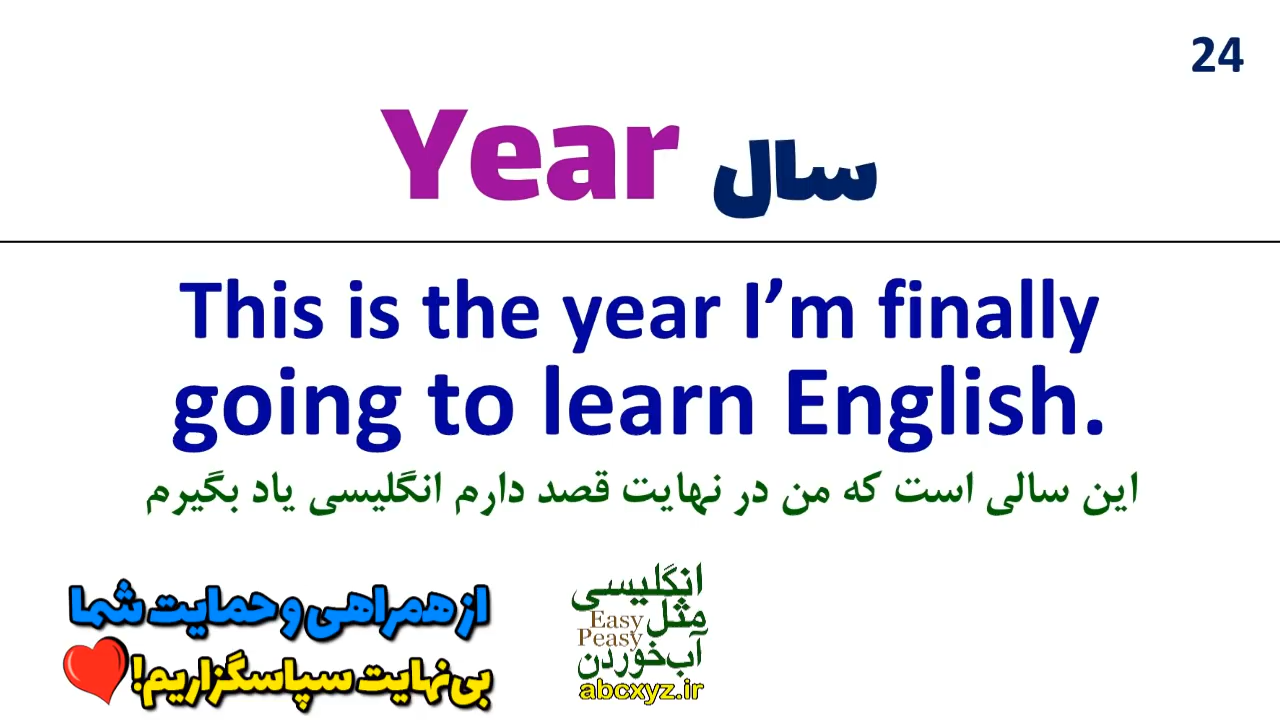 24
Year سال
This is the year I’m finally
going to learn English.
این سالی است که من در نهایت قصد دارم انگلیسی یاد بگیرم
از همراهی و حمایت شما
بی‌نهایت سپاسگزاریم!
انگلیسی
مثل Easy
Peasy
آب‌خوردن
abcxyz.ir